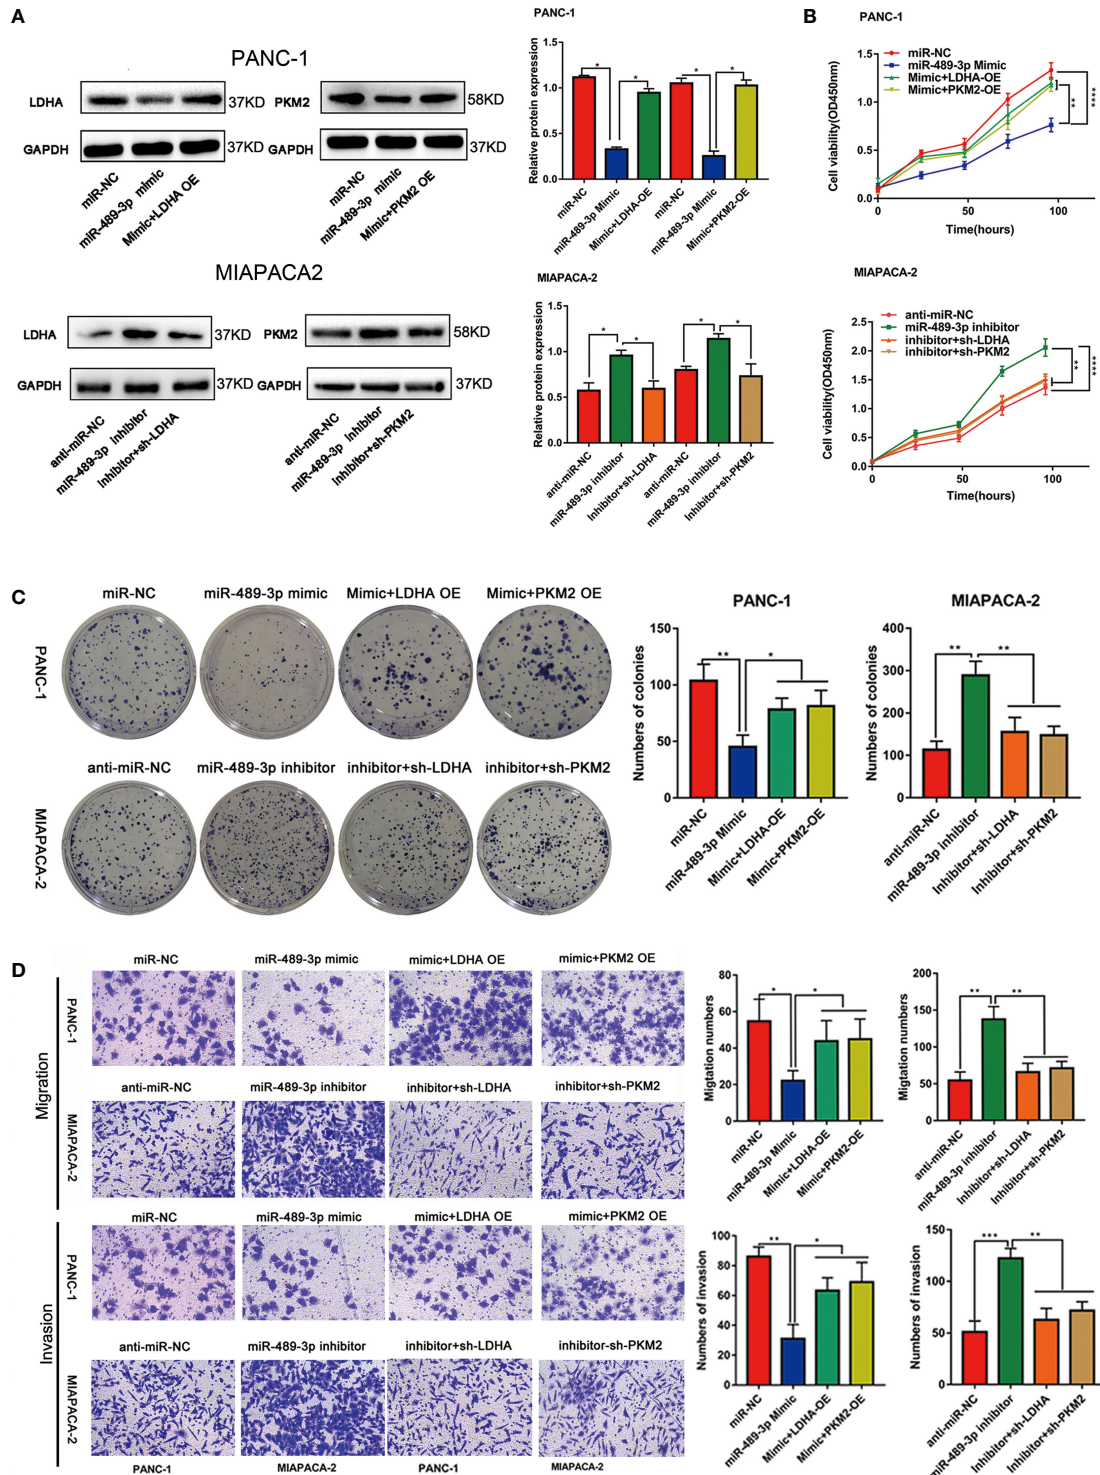 A
PANC-1
LDHA
37KD
PKM2
58KD
GAPDH
37KD
GAPDH
37KD
miR-NC
miR-489-3p mimic
Mimic+LDHA OE
miR-NC
miR-489-3p mimic
Mimic+PKM2 OE
PANC-1
Relative protein expression
1.5
1.0
0.5
0.0
*
*
*
*
miR-NC
miR-489-3p Mimic
Mimic+LDHA-OE
miR-NC
miR-489-3p Mimic
Mimic+PKM2-OE
B
PANC-1
miR-NC
miR-489-3p Mimic
Mimic+LDHA-OE
Mimic+PKM2-OE
Cell viability(OD450nm)
1.5
1.0
0.5
0.0
0
50
100
Time(hours)
**
****
MIAPACA2
LDHA
37KD
PKM2
58KD
GAPDH
37KD
GAPDH
37KD
anti-miR-NC
miR-489-3p Inhibitor
Inhibitor+sh-LDHA
anti-miR-NC
miR-489-3p Inhibitor
Inhibitor+sh-PKM2
MIAPACA-2
Relative protein expression
1.5
1.0
0.5
0.0
*
*
*
*
anti-miR-NC
miR-489-3p inhibitor
Inhibitor+sh-LDHA
anti-miR-NC
miR-489-3p inhibitor
Inhibitor+sh-PKM2
MIAPACA-2
anti-miR-NC
miR-489-3p inhibitor
inhibitor+sh-LDHA
inhibitor+sh-PKM2
Cell viability(OD450nm)
2.5
2.0
1.5
1.0
0.5
0.0
0
50
100
Time(hours)
**
****
C
miR-NC
miR-489-3p mimic
Mimic+LDHA OE
Mimic+PKM2 OE
PANC-1
anti-miR-NC
miR-489-3p inhibitor
inhibitor+sh-LDHA
inhibitor+sh-PKM2
MIAPACA-2
PANC-1
Numbers of colonies
150
100
50
0
**
*
miR-NC
miR-489-3p Mimic
Mimic+LDHA-OE
Mimic+PKM2-OE
MIAPACA-2
Numbers of colonies
400
300
200
100
0
**
**
anti-miR-NC
miR-489-3p inhibitor
Inhibitor+sh-LDHA
Inhibitor+sh-PKM2
D
Migration
miR-NC
miR-489-3p mimic
mimic+LDHA OE
mimic+PKM2 OE
PANC-1
anti-miR-NC
miR-489-3p inhibitor
inhibitor+sh-LDHA
inhibitor+sh-PKM2
MIAPACA-2
Migtation numbers
80
60
40
20
0
*
*
miR-NC
miR-489-3p Mimic
Mimic+LDHA-OE
Mimic+PKM2-OE
Migtation numbers
200
150
100
50
0
**
**
anti-miR-NC
miR-489-3p inhibitor
Inhibitor+sh-LDHA
Inhibitor+sh-PKM2
Invasion
miR-NC
miR-489-3p mimic
mimic+LDHA OE
mimic+PKM2 OE
PANC-1
anti-miR-NC
miR-489-3p inhibitor
inhibitor+sh-LDHA
inhibitor-sh-PKM2
MIAPACA-2
PANC-1
MIAPACA-2
PANC-1
MIAPACA-2
Numbers of invasion
100
80
60
40
20
0
**
*
miR-NC
miR-489-3p Mimic
Mimic+LDHA-OE
Mimic+PKM2-OE
Numbers of invasion
150
100
50
0
***
**
anti-miR-NC
miR-489-3p inhibitor
Inhibitor+sh-LDHA
Inhibitor+sh-PKM2